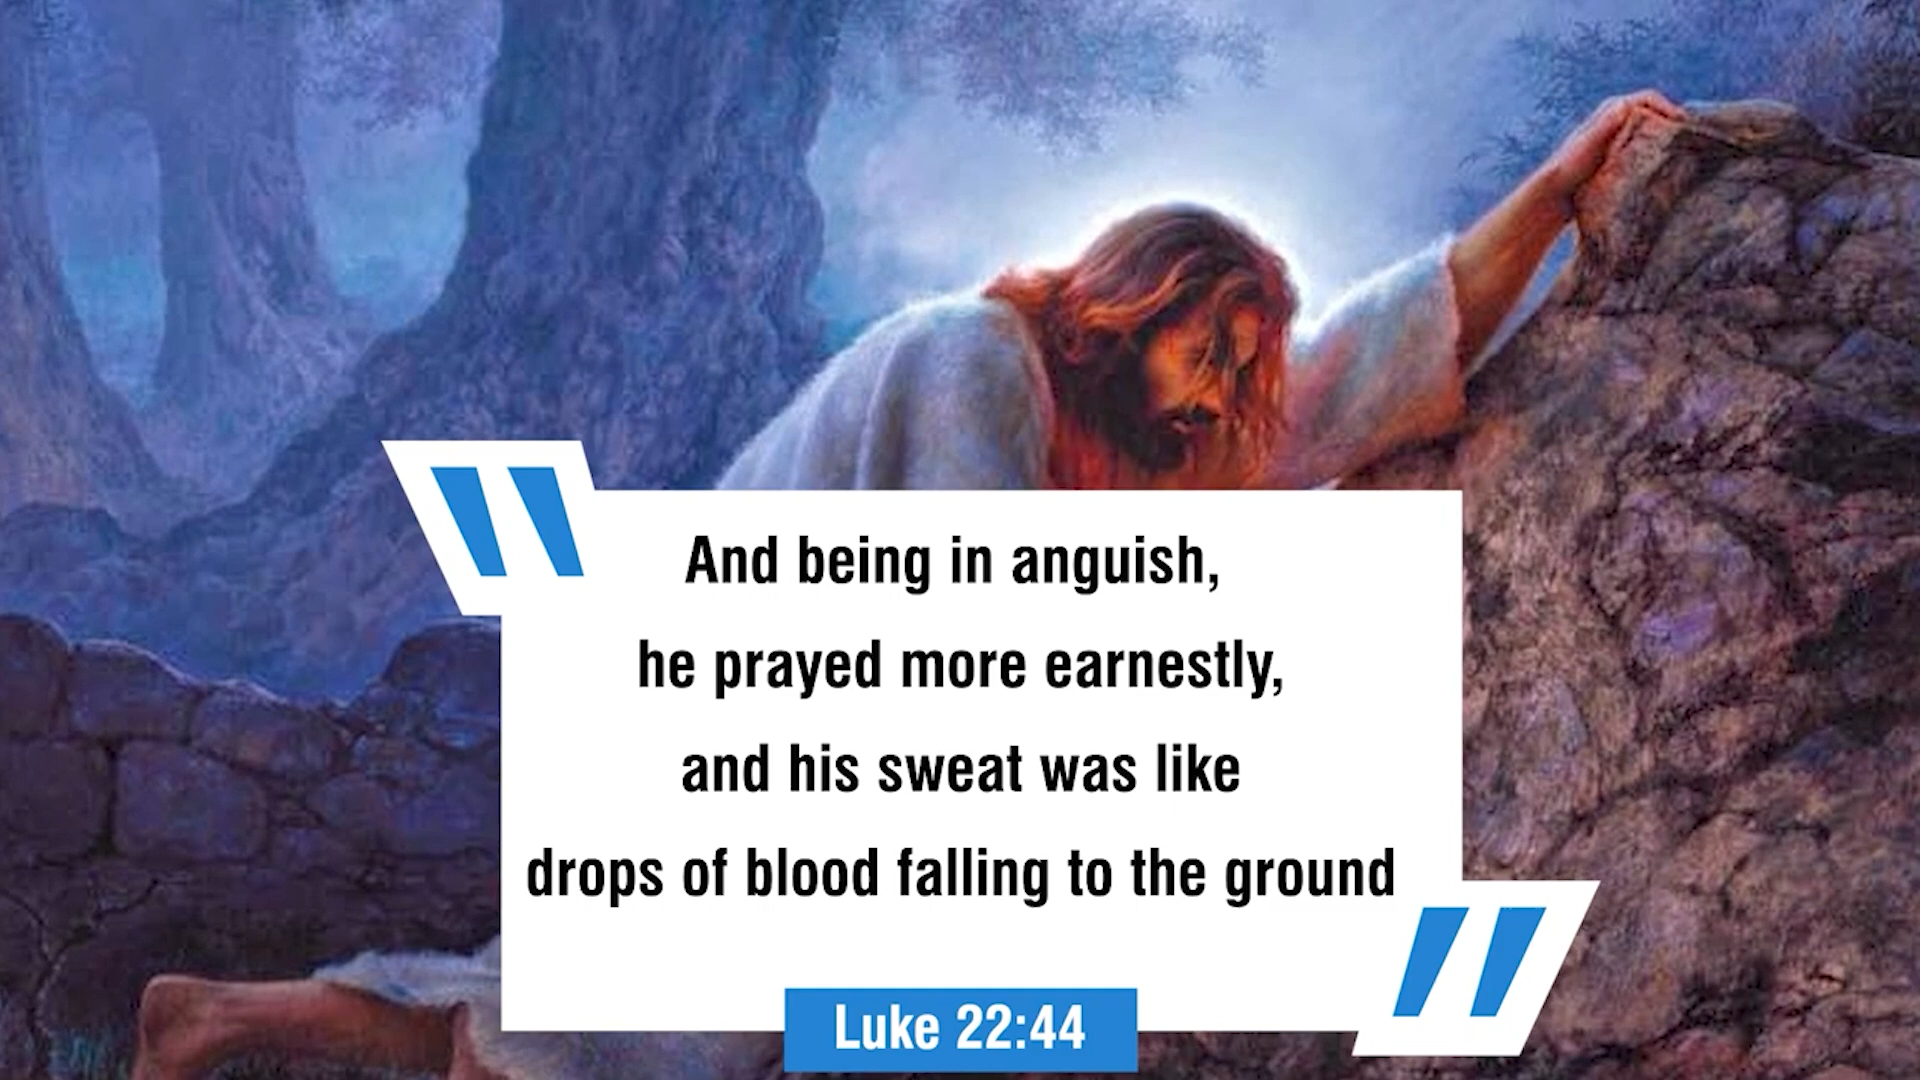 And being in anguish,
he prayed more earnestly,
and his sweat was like
drops of blood falling to the ground
Luke 22:44